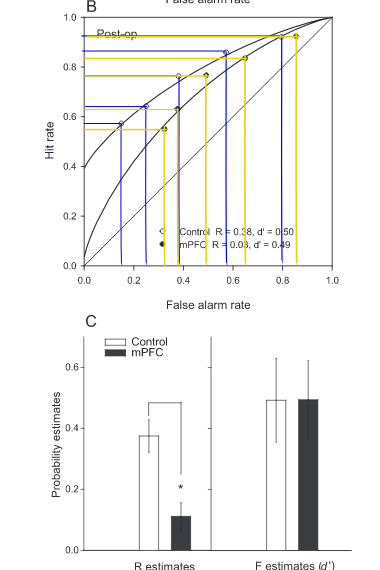 False alarm rate
B
1.0
Post-op
0.8
0.6
Hit rate
0.4
0.2
Control R = 0.38, d' = 0.50
mPFC R = 0.03, d' = 0.49
0.0
0.0 0.2 0.4 0.6 0.8 1.0
False alarm rate
C
Control
mPFC
0.6
Probability estimates
0.4
*
0.2
0.0
R estimates F estimates (d')